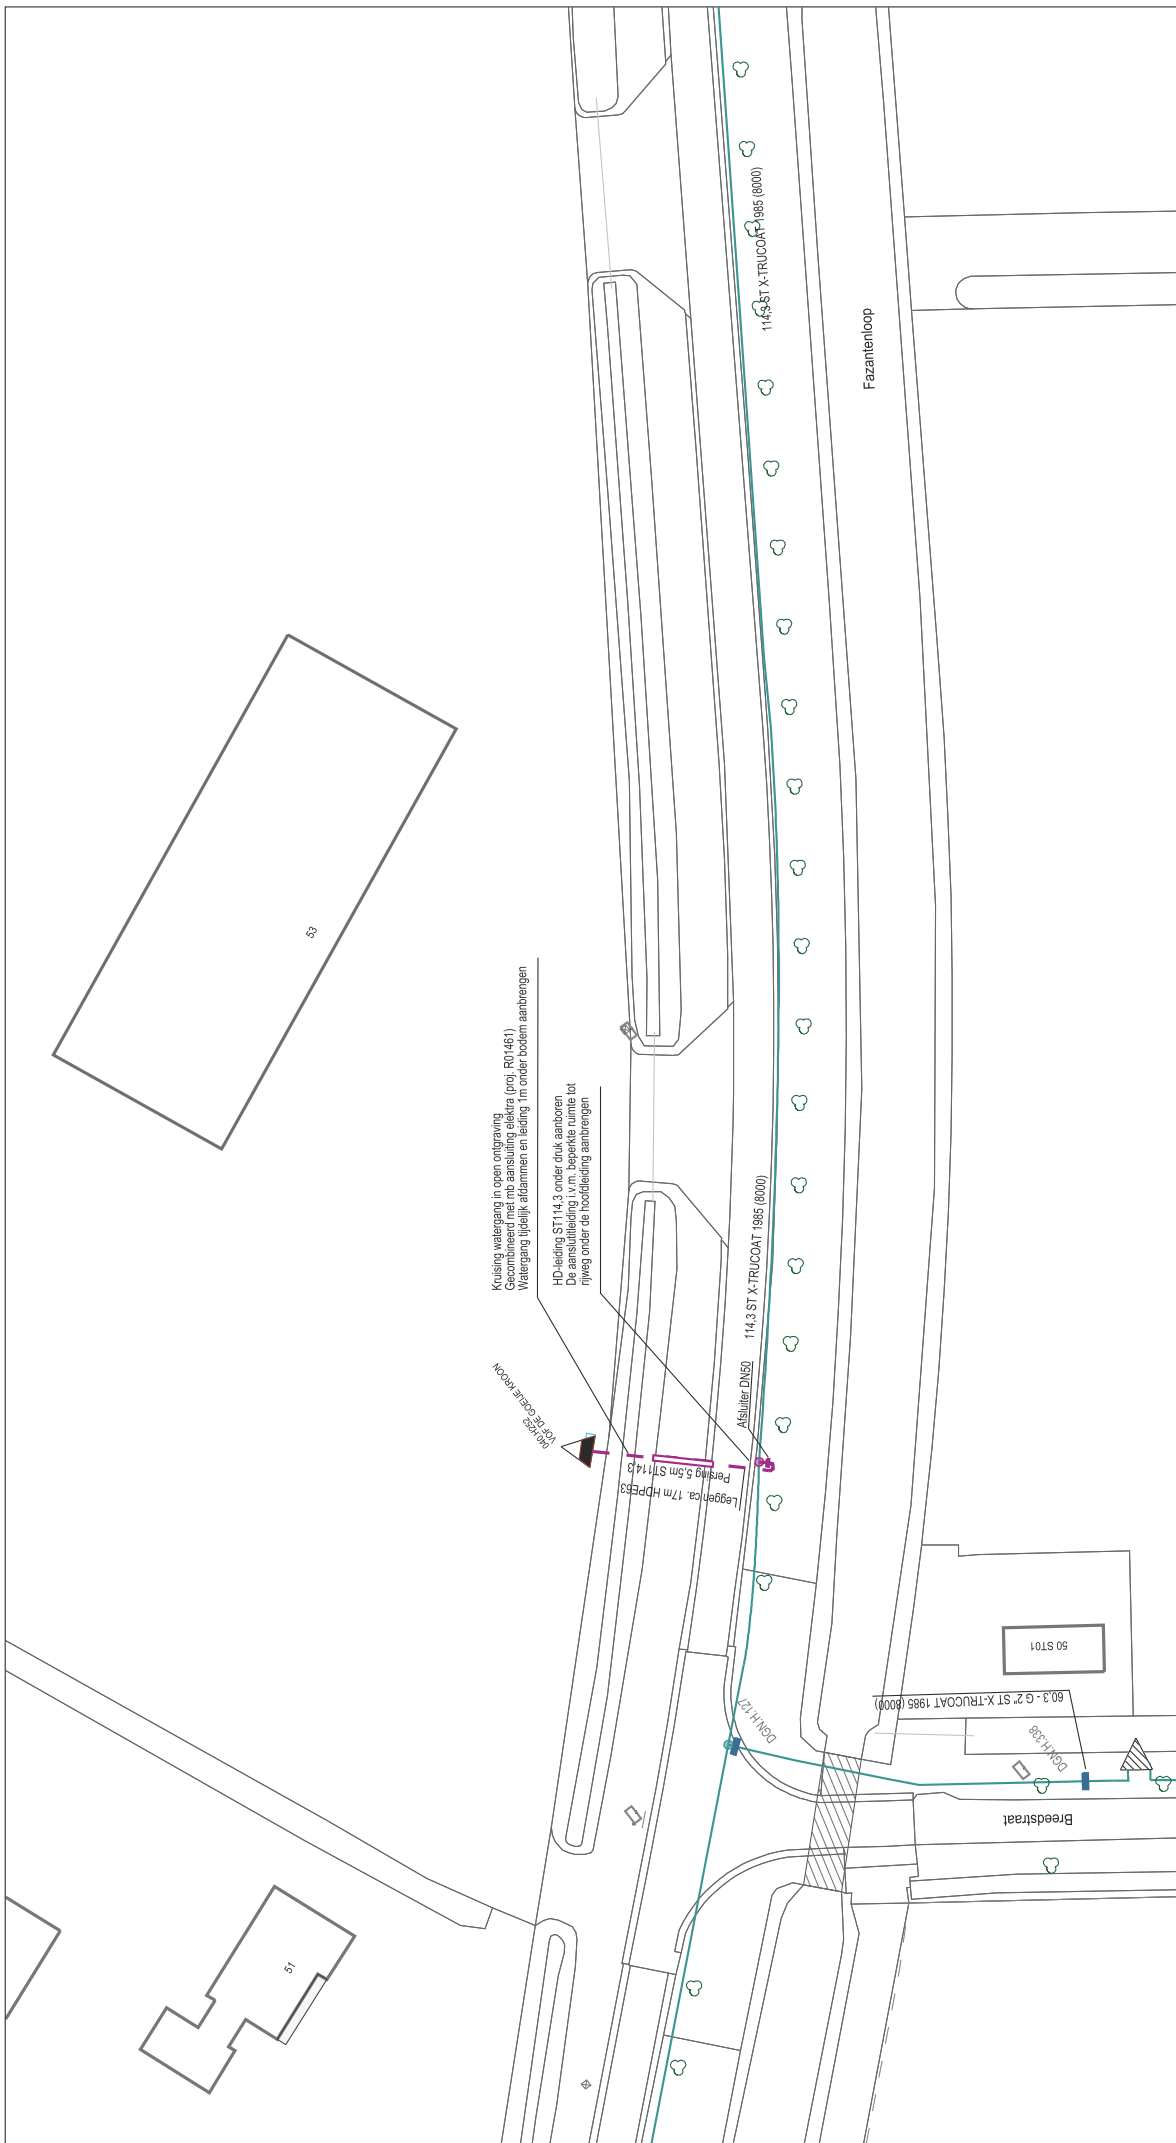 114,3 ST X-TRUCOAT 1985 (8000)
Fazantenloop
53
Kruising watergang in open ontgraving
Gecombineerd met mb aansluiting elektra (proj. R01461)
Watergang tijdelijk afdammen en leiding 1m onder bodem aanbrengen
HD-leiding ST114,3 onder druk aanboren
De aanslutitleiding i.v.m. beperkte ruimte tot
rijweg onder de hoofdleiding aanbrengen
114,3 ST X-TRUCOAT 1985 (8000)
Afsluiter DN50
040.H252
VOF DE GOEIJE KROON
Persing 5,5m ST114,3
Leggen ca. 17m HDPE63
50 ST01
60,3 - G 2" ST X-TRUCOAT 1985 (8000)
DGN.H.127
DGN.H.338
Breedstraat
51